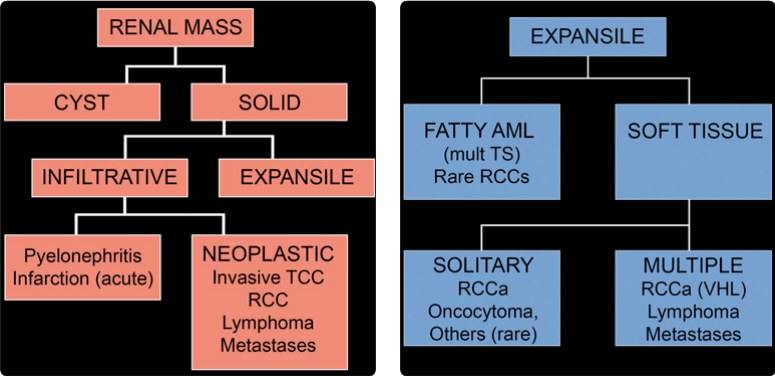 RENAL MASS
CYST
SOLID
INFILTRATIVE
EXPANSILE
Pyelonephritis
Infarction (acute)
NEOPLASTIC
Invasive TCC
RCC
Lymphoma
Metastases
EXPANSILE
FATTY AML
(mult TS)
Rare RCCs
SOFT TISSUE
SOLITARY
RCCa
Oncocytoma,
Others (rare)
MULTIPLE
RCCa (VHL)
Lymphoma
Metastases